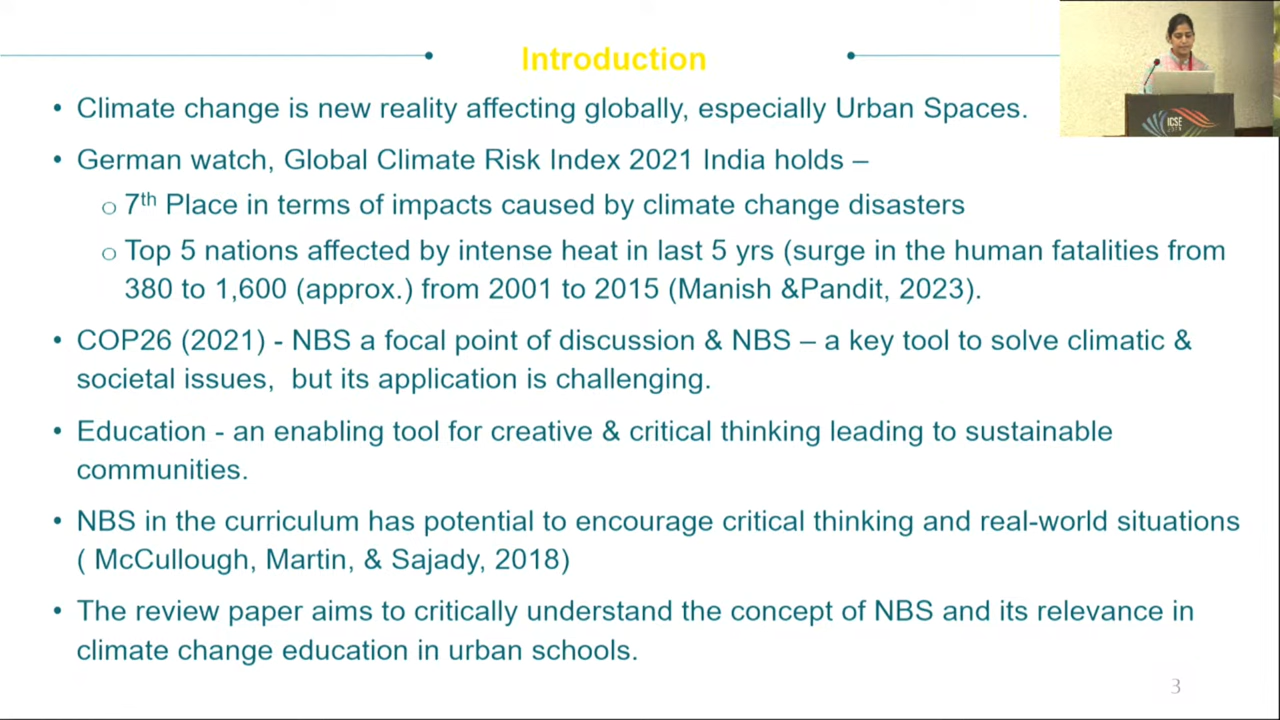 Introduction
• Climate change is new reality affecting globally, especially Urban Spaces.
• German watch, Global Climate Risk Index 2021 India holds –
o 7th Place in terms of impacts caused by climate change disasters
o Top 5 nations affected by intense heat in last 5 yrs (surge in the human fatalities from
380 to 1,600 (approx.) from 2001 to 2015 (Manish &Pandit, 2023).
• COP26 (2021) - NBS a focal point of discussion & NBS – a key tool to solve climatic &
societal issues, but its application is challenging.
• Education - an enabling tool for creative & critical thinking leading to sustainable
communities.
• NBS in the curriculum has potential to encourage critical thinking and real-world situations
( McCullough, Martin, & Sajady, 2018)
• The review paper aims to critically understand the concept of NBS and its relevance in
climate change education in urban schools.
3
ICSE